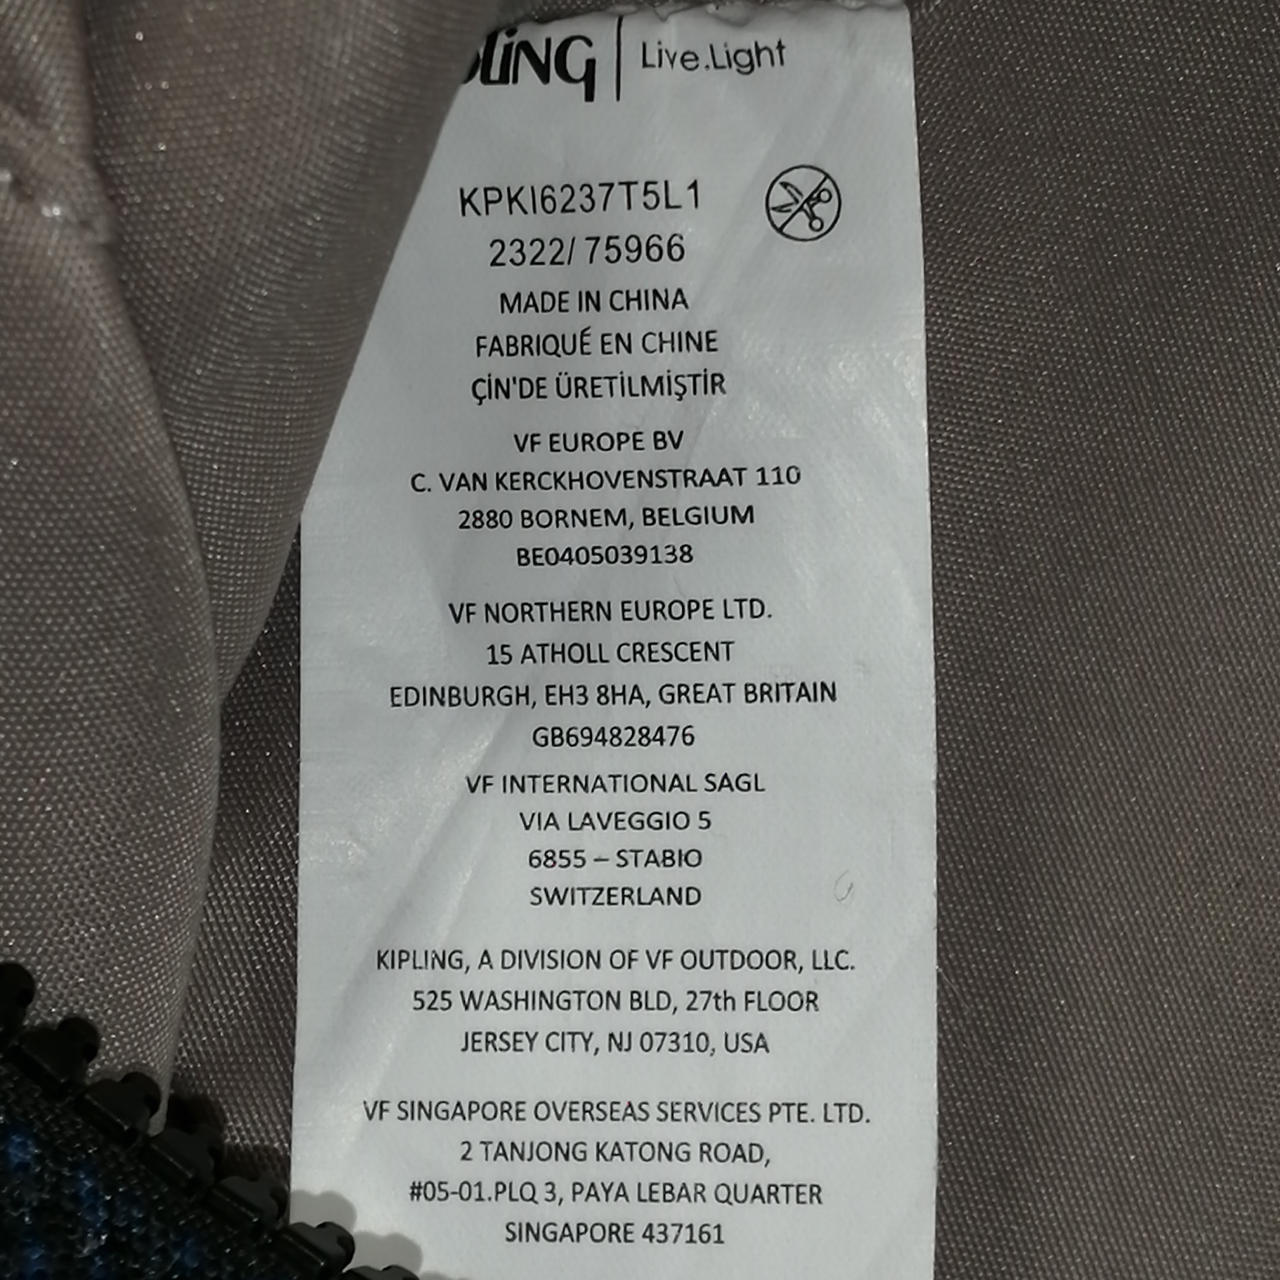 Live.Light
KPKI6237T5L1
2322/ 75966
MADE IN CHINA
FABRIQUÉ EN CHINE
ÇİN'DE ÜRETİLMİŞTİR
VF EUROPE BV
C. VAN KERCKHOVENSTRAAT 110
2880 BORNEM, BELGIUM
BE0405039138
VF NORTHERN EUROPE LTD.
15 ATHOLL CRESCENT
EDINBURGH, EH3 8HA, GREAT BRITAIN
GB694828476
VF INTERNATIONAL SAGL
VIA LAVEGGIO 5
6855 – STABIO
SWITZERLAND
KIPLING, A DIVISION OF VF OUTDOOR, LLC.
525 WASHINGTON BLD, 27th FLOOR
JERSEY CITY, NJ 07310, USA
VF SINGAPORE OVERSEAS SERVICES PTE. LTD.
2 TANJONG KATONG ROAD,
#05-01.PLQ 3, PAYA LEBAR QUARTER
SINGAPORE 437161